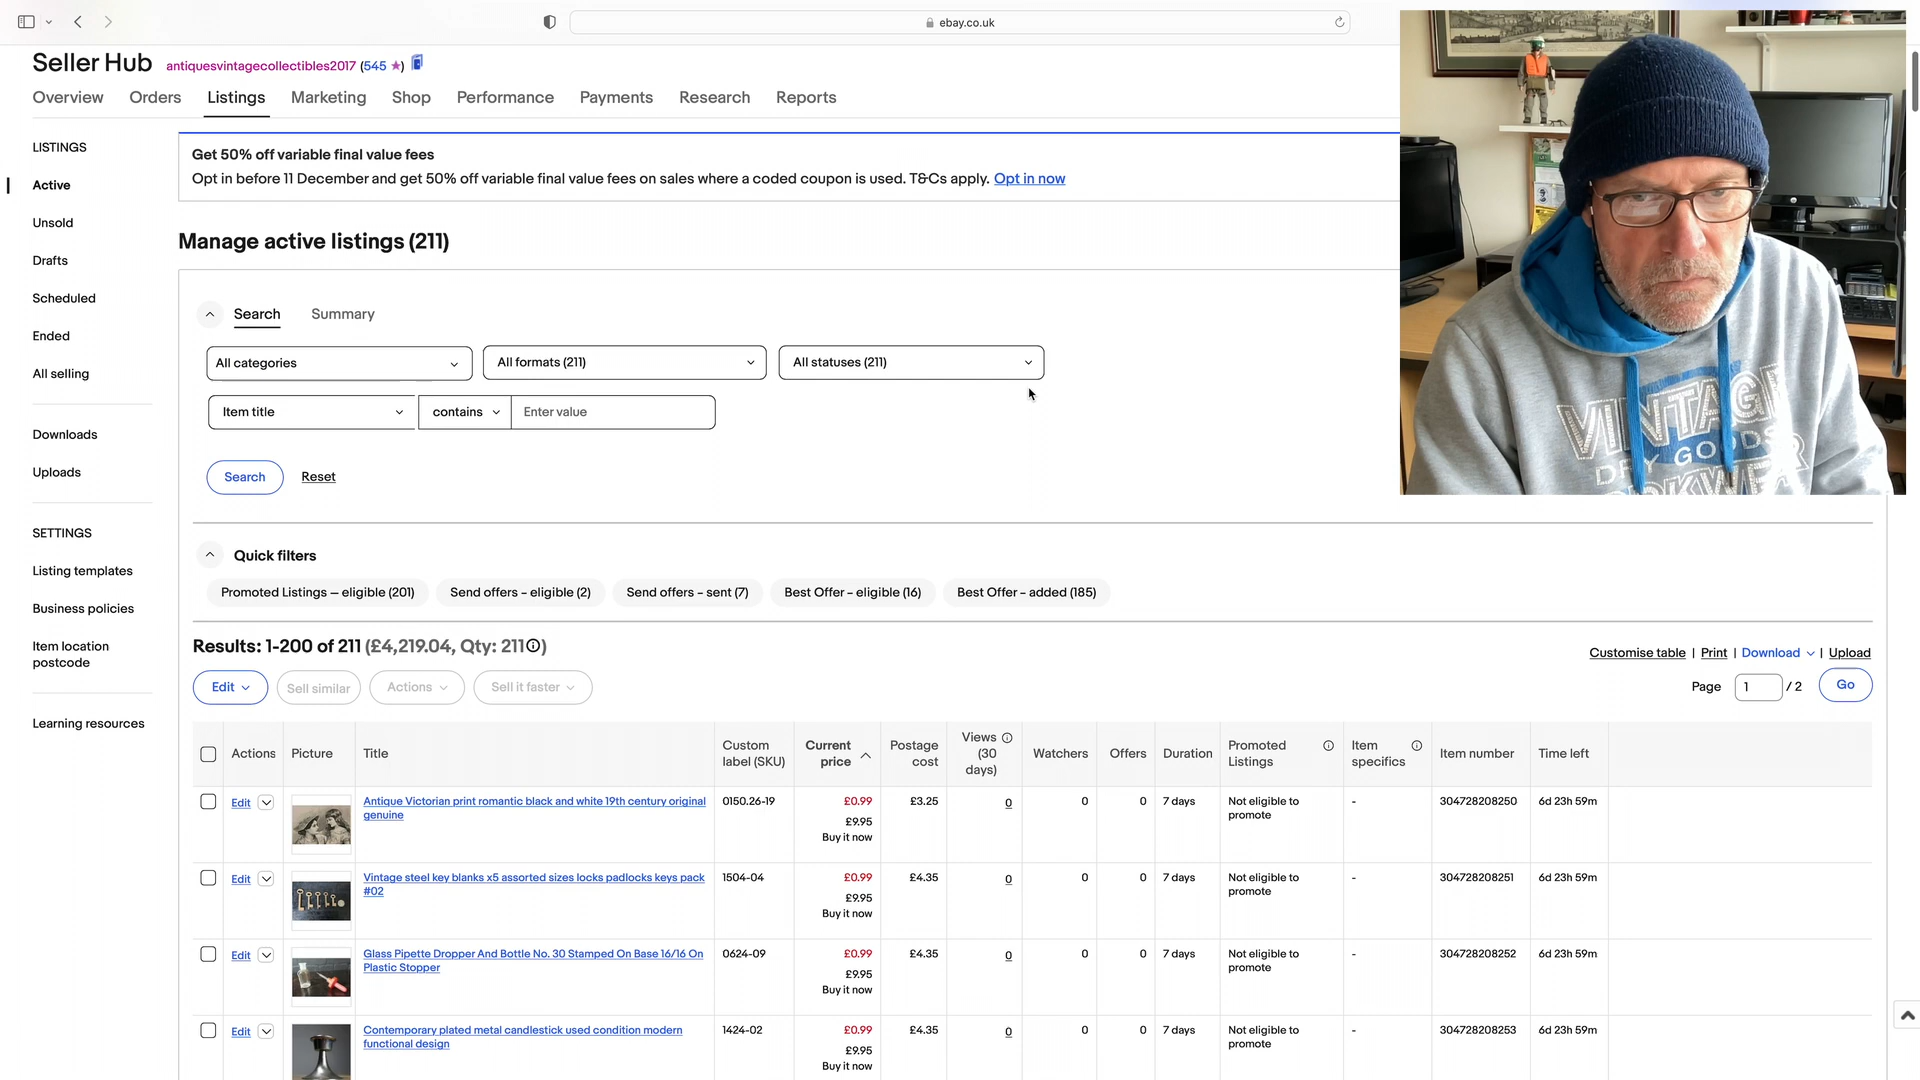 ebay.co.uk
Seller Hub antiquesvintagecollectibles2017 (545 ★)
Overview Orders Listings Marketing Shop Performance Payments Research Reports
LISTINGS
Active
Unsold
Drafts
Scheduled
Ended
All selling
Downloads
Uploads
SETTINGS
Listing templates
Business policies
Item location
postcode
Learning resources
Get 50% off variable final value fees
Opt in before 11 December and get 50% off variable final value fees on sales where a coded coupon is used. T&Cs apply. Opt in now
Manage active listings (211)
Search Summary
All categories All formats (211) All statuses (211)
Item title contains Enter value
Search Reset
Quick filters
Promoted Listings – eligible (201) Send offers - eligible (2) Send offers - sent (7) Best Offer - eligible (16) Best Offer - added (185)
Results: 1-200 of 211 (£4,219.04, Qty: 211)
Customise table | Print | Download | Upload
Edit Sell similar Actions Sell it faster
Page 1 / 2 Go
Actions Picture Title Custom label (SKU) Current price Postage cost Views (30 days) Watchers Offers Duration Promoted Listings Item specifics Item number Time left
Edit Antique Victorian print romantic black and white 19th century original 0150.26-19 £0.99 £3.25 0 0 0 7 days Not eligible to - 304728208250 6d 23h 59m
genuine £9.95 promote
Buy it now
Edit Vintage steel key blanks x5 assorted sizes locks padlocks keys pack 1504-04 £0.99 £4.35 0 0 0 7 days Not eligible to - 304728208251 6d 23h 59m
#02 £9.95 promote
Buy it now
Edit Glass Pipette Dropper And Bottle No. 30 Stamped On Base 16/16 On 0624-09 £0.99 £4.35 0 0 0 7 days Not eligible to - 304728208252 6d 23h 59m
Plastic Stopper £9.95 promote
Buy it now
Edit Contemporary plated metal candlestick used condition modern 1424-02 £0.99 £4.35 0 0 0 7 days Not eligible to - 304728208253 6d 23h 59m
functional design £9.95 promote
Buy it now
VINTAGE
DRY GOODS